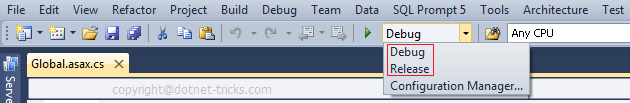 File Edit View Refactor Project Build Debug Team Data SQL Prompt 5 Tools Architecture Test
Debug Any CPU
Debug
Global.asax.cs Release
Configuration Manager...
copyright@dotnet-tricks.com
Serve